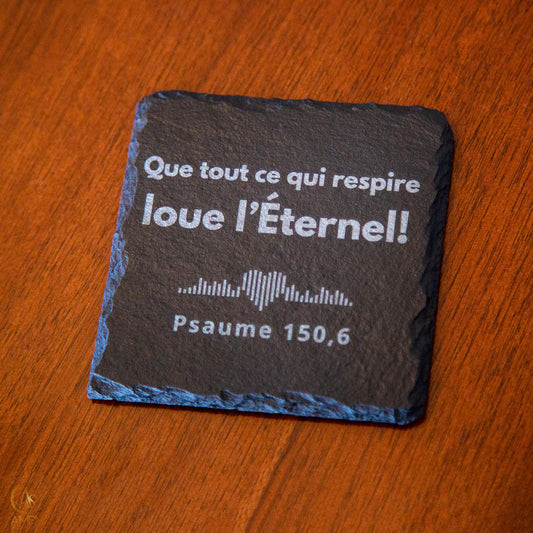 Que tout ce qui respire
loue l’Éternel!
Psaume 150,6